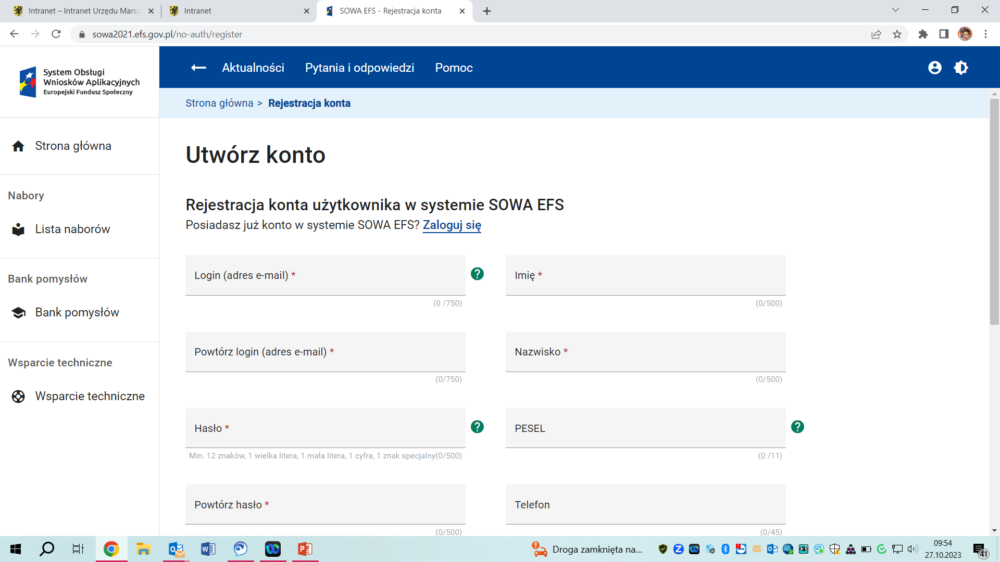 Intranet – Intranet Urzędu Marsz
Intranet
SOWA EFS - Rejestracja konta
sowa2021.efs.gov.pl/no-auth/register
System Obsługi
Wniosków Aplikacyjnych
Europejski Fundusz Społeczny
Aktualności
Pytania i odpowiedzi
Pomoc
Strona główna > Rejestracja konta
Strona główna
Nabory
Lista naborów
Bank pomysłów
Bank pomysłów
Wsparcie techniczne
Wsparcie techniczne
Utwórz konto
Rejestracja konta użytkownika w systemie SOWA EFS
Posiadasz już konto w systemie SOWA EFS? Zaloguj się
Login (adres e-mail) *
(0 /750)
Imię *
(0/500)
Powtórz login (adres e-mail) *
(0/750)
Nazwisko *
(0/500)
Hasło *
Min. 12 znaków, 1 wielka litera, 1 mała litera, 1 cyfra, 1 znak specjalny(0/500)
PESEL
(0 /11)
Powtórz hasło *
(0/500)
Telefon
(0/45)
Droga zamknięta na...
09:54
27.10.2023
41